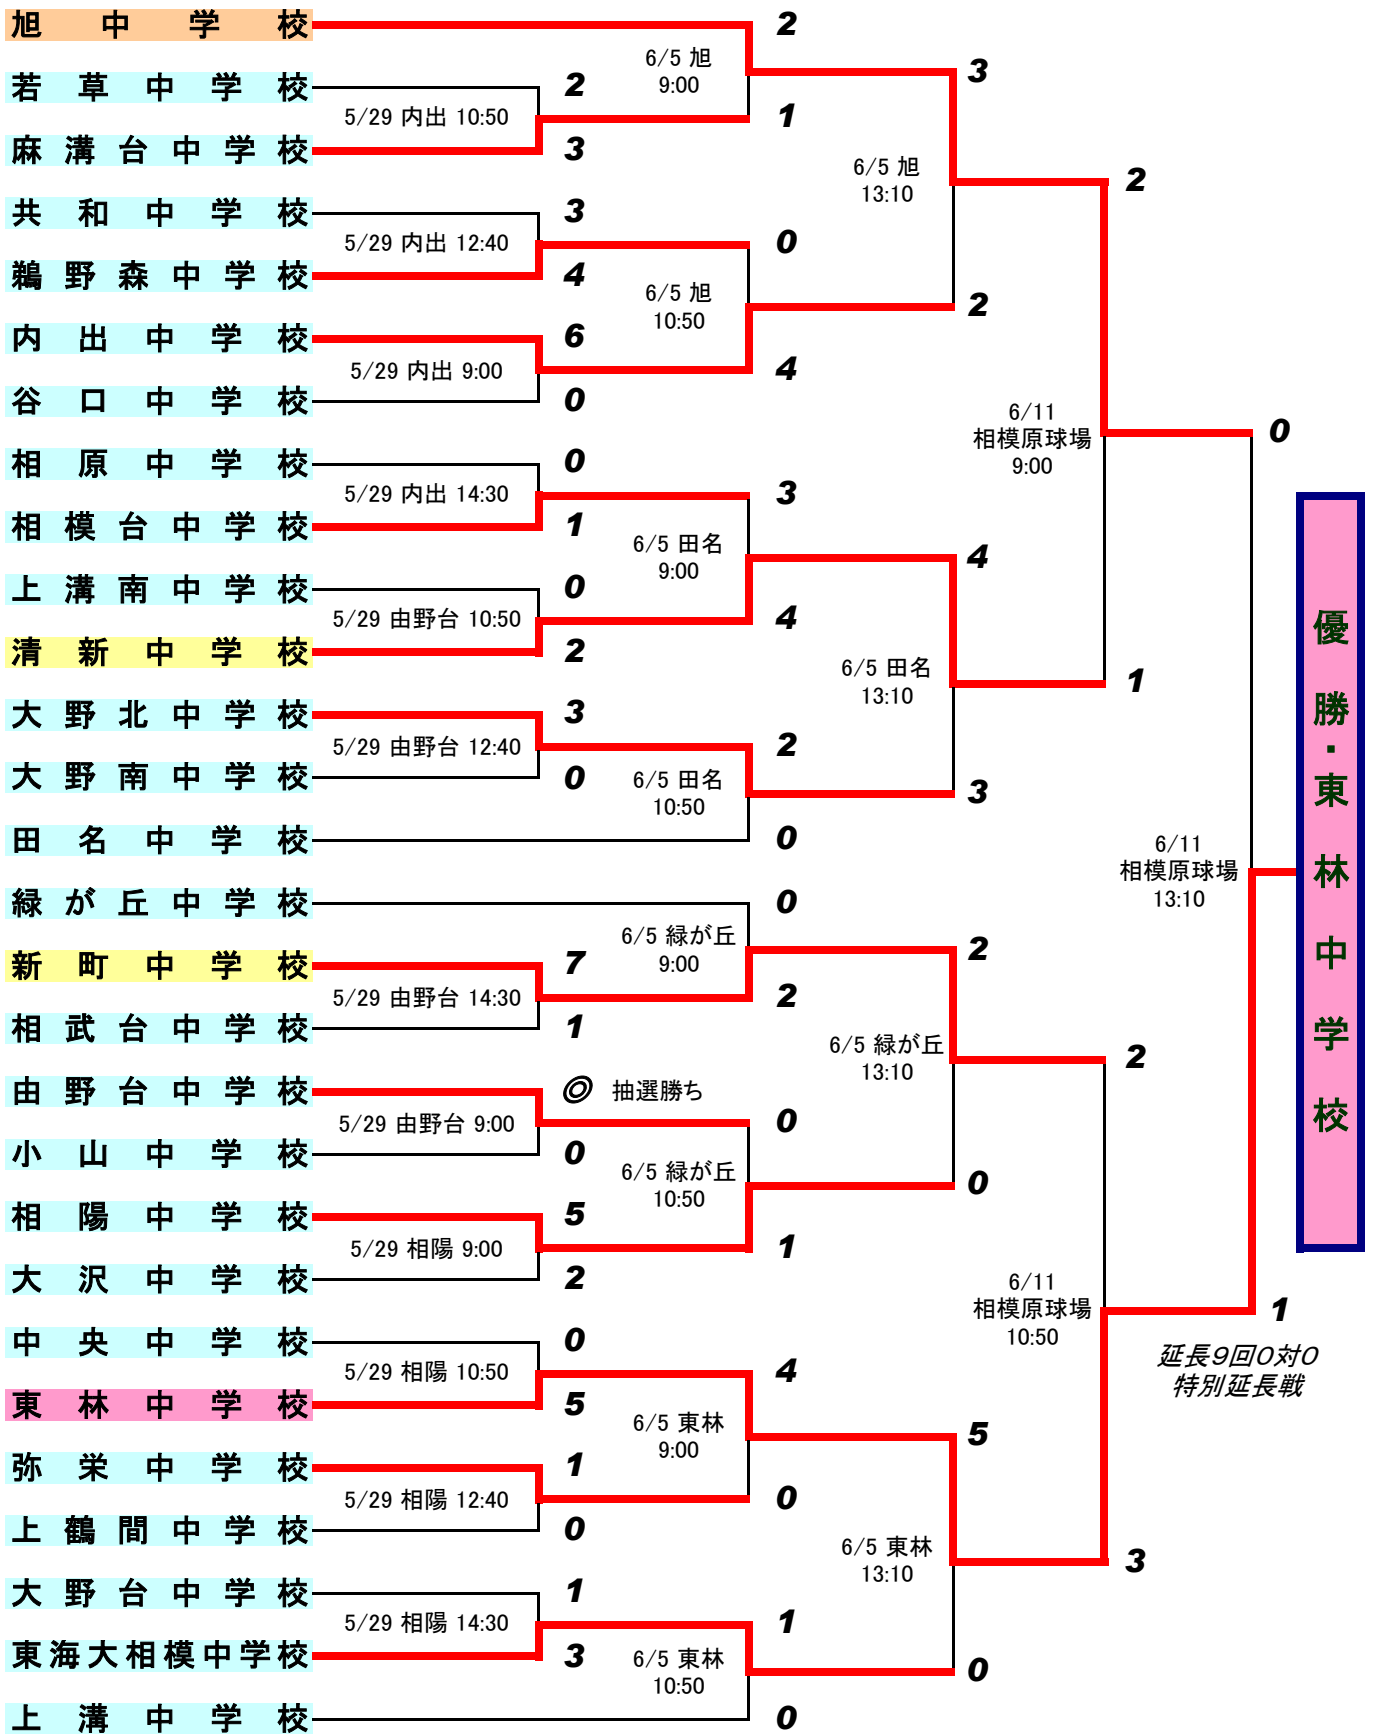 旭中学校
2
6/5 旭
9:00
3
若草中学校
2
5/29 内出 10:50
1
麻溝台中学校
3
6/5 旭
13:10
2
共和中学校
3
5/29 内出 12:40
0
鵜野森中学校
4
6/5 旭
10:50
2
内出中学校
6
5/29 内出 9:00
4
谷口中学校
0
6/11
相模原球場
9:00
0
相原中学校
0
5/29 内出 14:30
3
相模台中学校
1
6/5 田名
9:00
4
上溝南中学校
0
5/29 由野台 10:50
4
清新中学校
2
6/5 田名
13:10
1
大野北中学校
3
5/29 由野台 12:40
2
大野南中学校
0
6/5 田名
10:50
3
田名中学校
0
6/11
相模原球場
13:10
優勝・東林中学校
緑が丘中学校
0
6/5 緑が丘
9:00
2
新町中学校
7
5/29 由野台 14:30
2
相武台中学校
1
6/5 緑が丘
13:10
2
由野台中学校
◎ 抽選勝ち
5/29 由野台 9:00
0
小山中学校
0
6/5 緑が丘
10:50
0
相陽中学校
5
5/29 相陽 9:00
1
大沢中学校
2
6/11
相模原球場
10:50
1
延長9回0対0
特別延長戦
中央中学校
0
5/29 相陽 10:50
4
東林中学校
5
6/5 東林
9:00
5
弥栄中学校
1
5/29 相陽 12:40
0
上鶴間中学校
0
6/5 東林
13:10
3
大野台中学校
1
5/29 相陽 14:30
1
東海大相模中学校
3
6/5 東林
10:50
0
上溝中学校
0